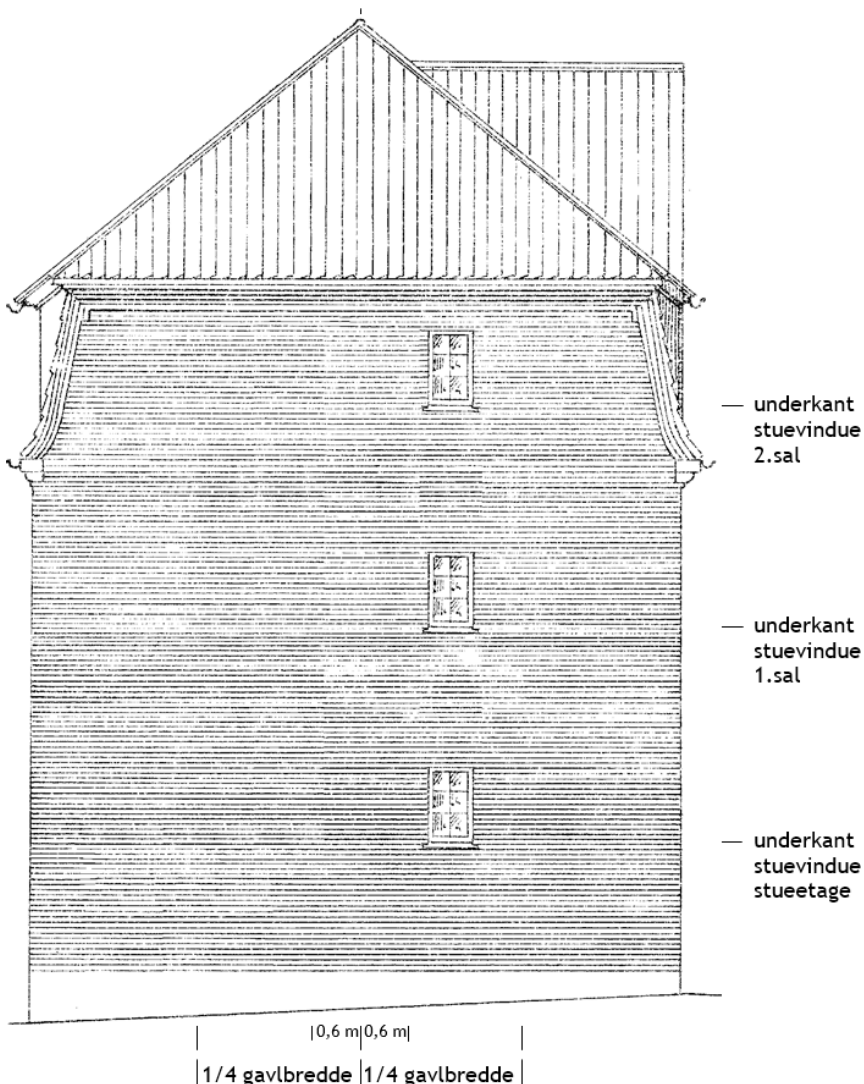 underkant
stuevindue
2.sal
underkant
stuevindue
1.sal
underkant
stuevindue
stueetage
0,6 m 0,6 m
1/4 gavlbredde 1/4 gavlbredde